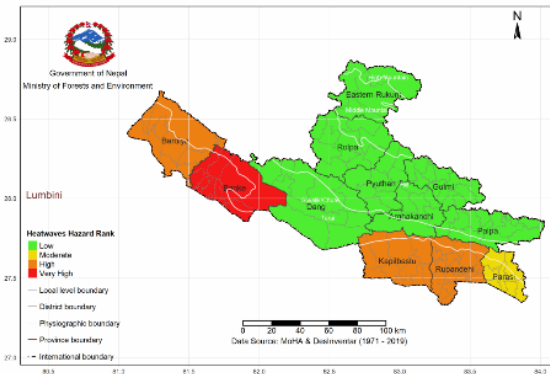 N
29.0
Government of Nepal
Ministry of Forests and Environment
High Mountain
Eastern Rukum
Middle Mountain
28.5
Bardiya
Rolpa
Banke
Pyuthan
Gulmi
Lumbini
28.0
Dang
Arghakhanchi
Palpa
Heatwaves Hazard Rank
Low
Moderate
High
Very High
Kapilbastu
Rupandehi
Parasi
27.5
Local level boundary
District boundary
Physiographic boundary
Province boundary
International boundary
0 20 40 60 80 100 km
Data Source: MoHA & DesInventar (1971 - 2019)
27.0
80.5 81.0 81.5 82.0 82.5 83.0 83.5 84.0